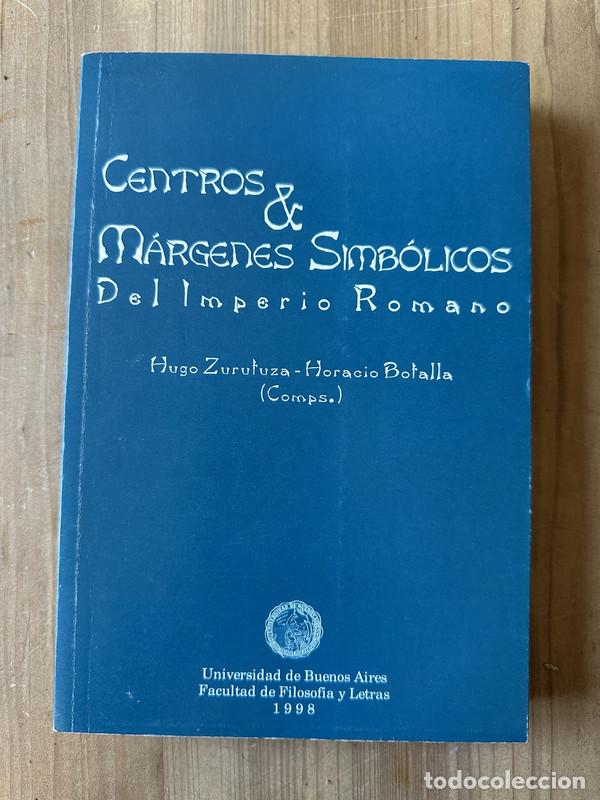 CENTROS
&
MÁRGENES SIMBÓLICOS
Del Imperio Romano
Hugo Zurutuza - Horacio Botalla
(Comps.)
Universidad de Buenos Aires
Facultad de Filosofia y Letras
1998
todocoleccion